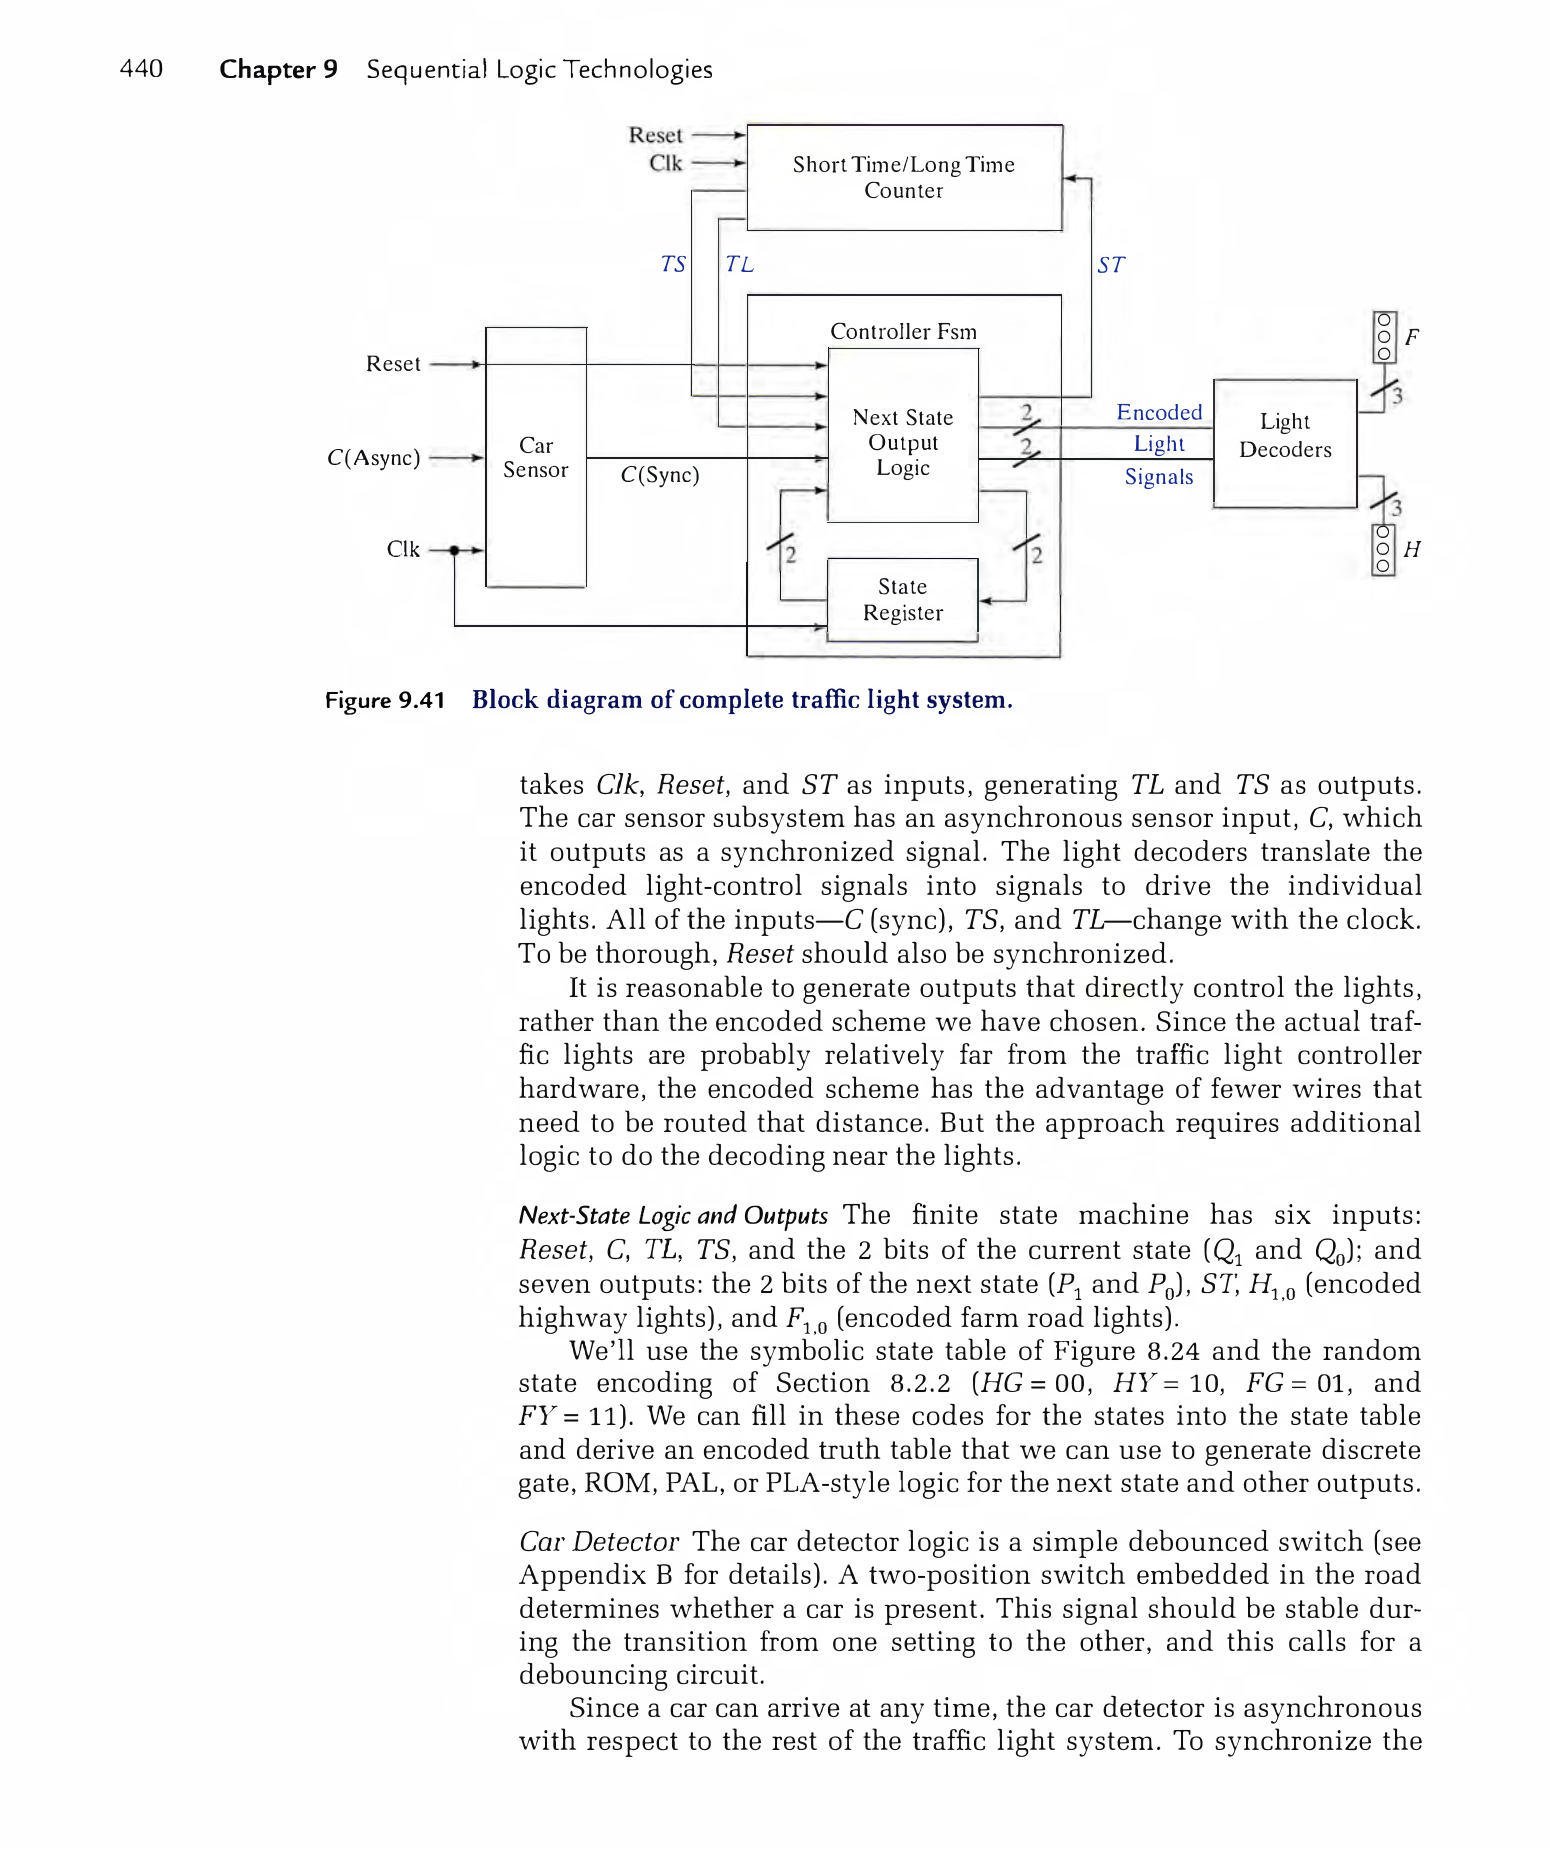 440 Chapter 9 Sequential Logic Technologies
Reset
Clk
Short Time/Long Time
Counter
TS
TL
ST
Controller Fsm
F
Reset
3
Next State
Output
Logic
2
2
Encoded
Light
Signals
Light
Decoders
Car
Sensor
C(Async)
C(Sync)
3
Clk
2
2
H
State
Register
Figure 9.41 Block diagram of complete traffic light system.
takes Clk, Reset, and ST as inputs, generating TL and TS as outputs.
The car sensor subsystem has an asynchronous sensor input, C, which
it outputs as a synchronized signal. The light decoders translate the
encoded light-control signals into signals to drive the individual
lights. All of the inputs—C (sync), TS, and TL—change with the clock.
To be thorough, Reset should also be synchronized.
It is reasonable to generate outputs that directly control the lights,
rather than the encoded scheme we have chosen. Since the actual traf-
fic lights are probably relatively far from the traffic light controller
hardware, the encoded scheme has the advantage of fewer wires that
need to be routed that distance. But the approach requires additional
logic to do the decoding near the lights.
Next-State Logic and Outputs The finite state machine has six inputs:
Reset, C, TL, TS, and the 2 bits of the current state (Q₁ and Q₀); and
seven outputs: the 2 bits of the next state (P₁ and P₀), ST, H₁,₀ (encoded
highway lights), and F₁,₀ (encoded farm road lights).
We'll use the symbolic state table of Figure 8.24 and the random
state encoding of Section 8.2.2 (HG = 00, HY = 10, FG = 01, and
FY = 11). We can fill in these codes for the states into the state table
and derive an encoded truth table that we can use to generate discrete
gate, ROM, PAL, or PLA-style logic for the next state and other outputs.
Car Detector The car detector logic is a simple debounced switch (see
Appendix B for details). A two-position switch embedded in the road
determines whether a car is present. This signal should be stable dur-
ing the transition from one setting to the other, and this calls for a
debouncing circuit.
Since a car can arrive at any time, the car detector is asynchronous
with respect to the rest of the traffic light system. To synchronize the